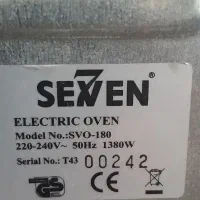 SEVEN®
ELECTRIC OVEN
Model No.:SVO-180
220-240V~ 50Hz 1380W
Serial No.: T43 00242
CE